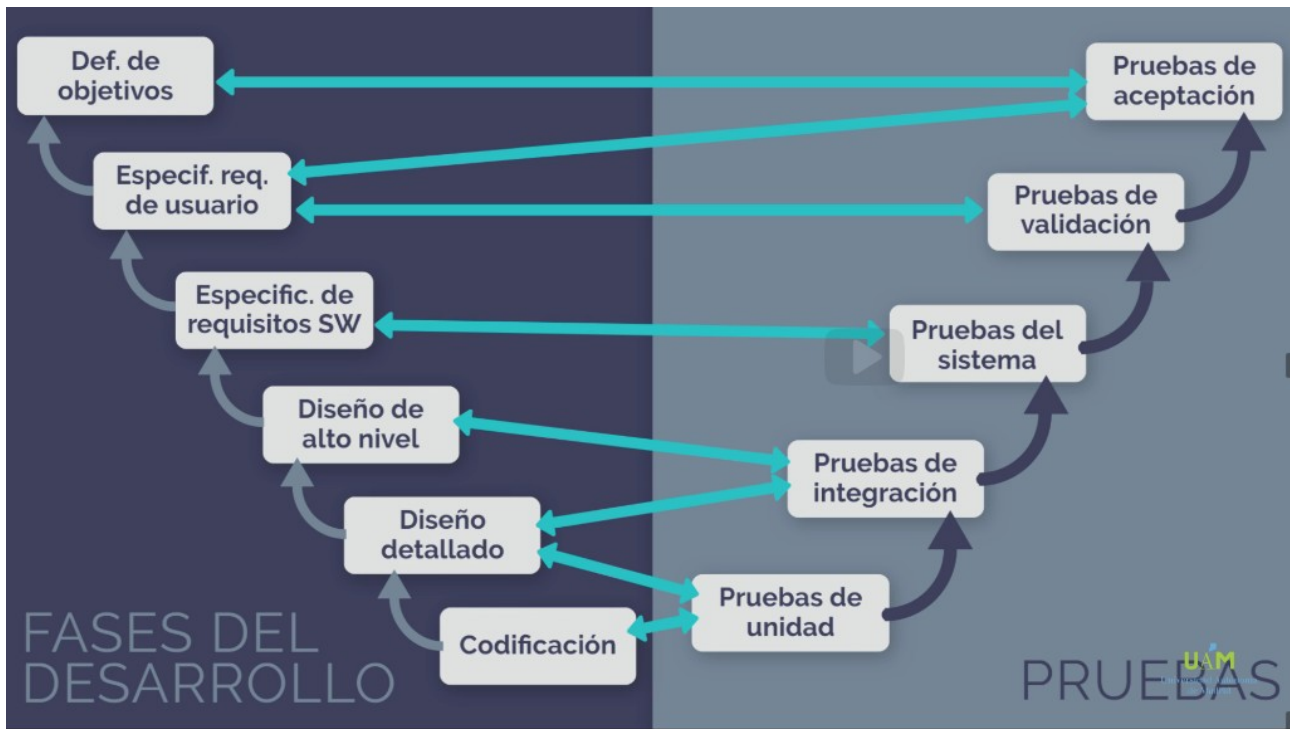 Def. de
objetivos
Especif. req.
de usuario
Especific. de
requisitos SW
Diseño de
alto nivel
Diseño
detallado
Codificación
FASES DEL
DESARROLLO
Pruebas de
aceptación
Pruebas de
validación
Pruebas del
sistema
Pruebas de
integración
Pruebas de
unidad
PRUEBAS
UAM